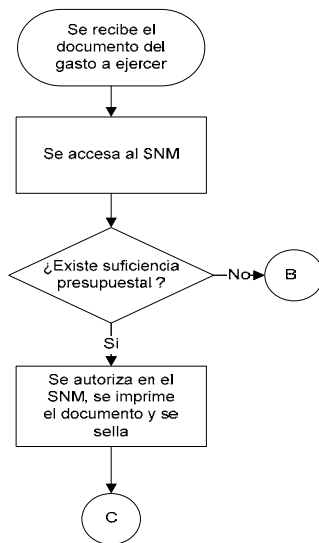 Se recibe el
documento del
gasto a ejercer
Se accesa al SNM
¿Existe suficiencia
presupuestal ?
No
B
Si
Se autoriza en el
SNM, se imprime
el documento y se
sella
C